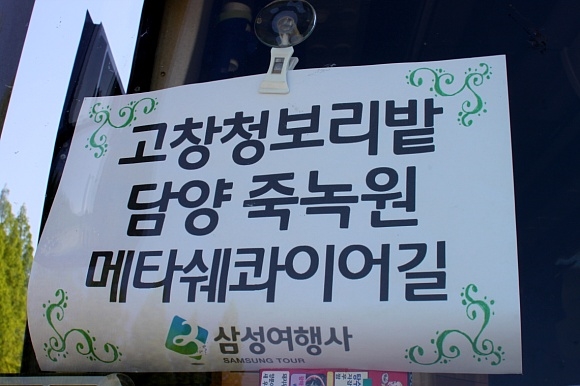 고창청보리밭
담양 죽녹원
메타쉐콰이어길
삼성여행사
SAMSUNG TOUR